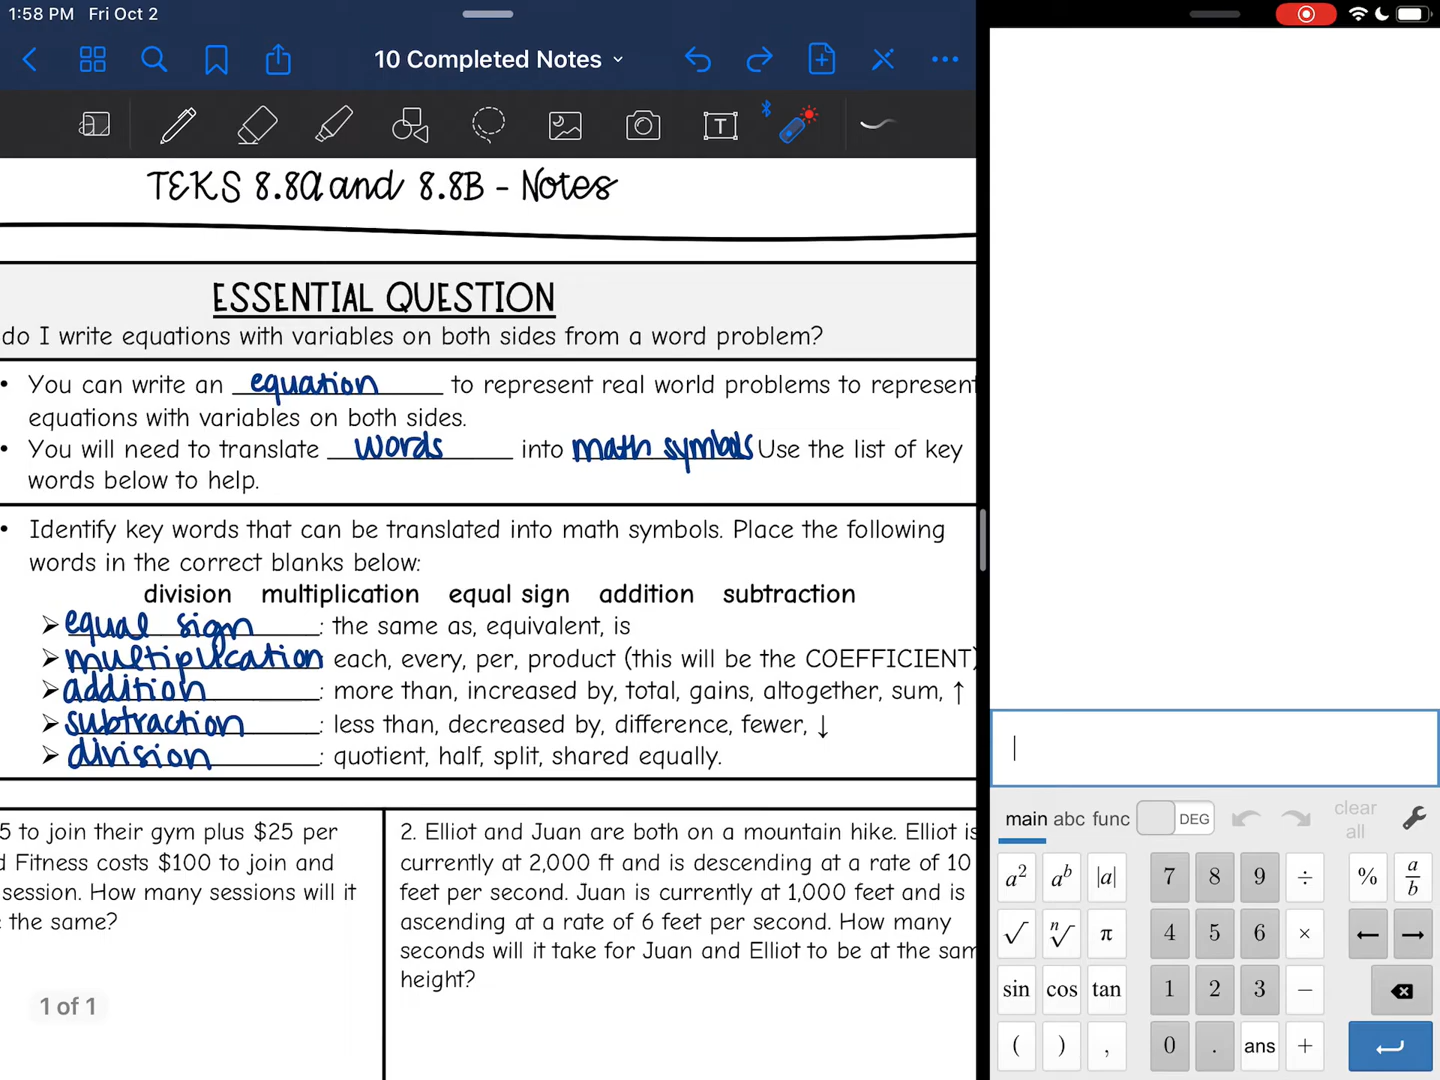 1:58 PM Fri Oct 2
10 Completed Notes
T
TEKS 8.8A and 8.8B - Notes
ESSENTIAL QUESTION
do I write equations with variables on both sides from a word problem?
• You can write an equation to represent real world problems to represent
equations with variables on both sides.
• You will need to translate words into math symbols Use the list of key
words below to help.
• Identify key words that can be translated into math symbols. Place the following
words in the correct blanks below:
division multiplication equal sign addition subtraction
➤ equal sign : the same as, equivalent, is
➤ multiplication each, every, per, product (this will be the COEFFICIENT)
➤ addition : more than, increased by, total, gains, altogether, sum, ↑
➤ subtraction : less than, decreased by, difference, fewer, ↓
➤ division : quotient, half, split, shared equally.
5 to join their gym plus $25 per
d Fitness costs $100 to join and
session. How many sessions will it
e the same?
2. Elliot and Juan are both on a mountain hike. Elliot is
currently at 2,000 ft and is descending at a rate of 10
feet per second. Juan is currently at 1,000 feet and is
ascending at a rate of 6 feet per second. How many
seconds will it take for Juan and Elliot to be at the sam
height?
1 of 1
main abc func DEG clear
all
a² aᵇ |a| 7 8 9 ÷ % a/b
√ ⁿ√ π 4 5 6 × ← →
sin cos tan 1 2 3 −
( ) , 0 . ans +